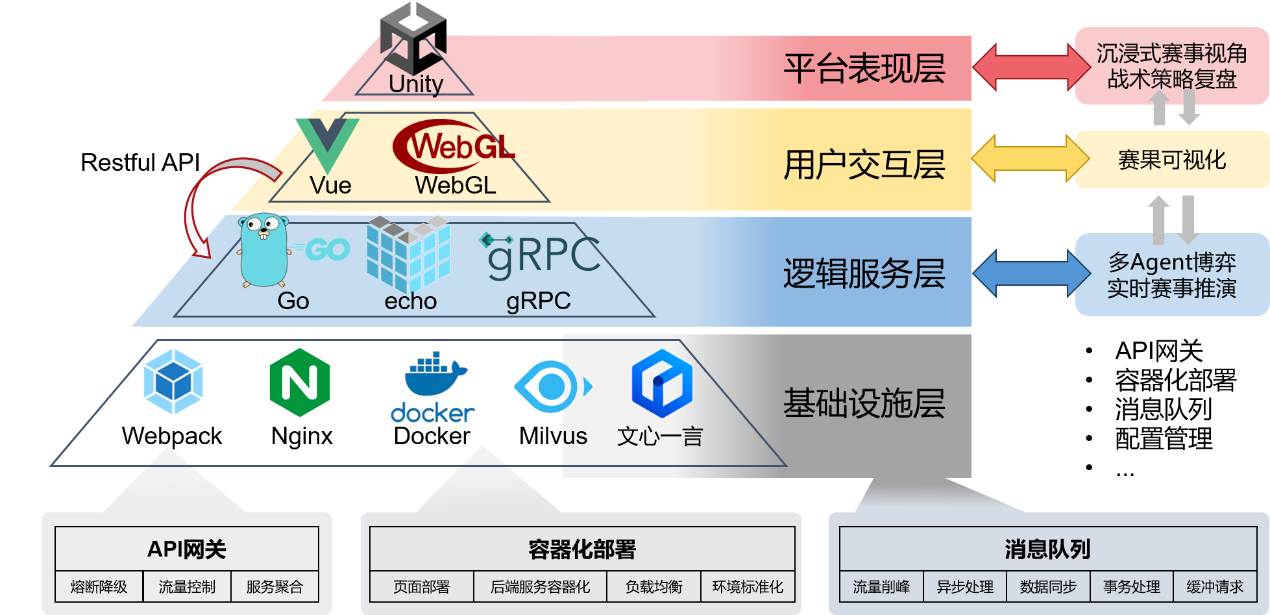 Unity
平台表现层
沉浸式赛事视角
战术策略复盘
Restful API
WebGL
Vue
WebGL
用户交互层
赛果可视化
GO
gRPC
Go
echo
gRPC
逻辑服务层
多Agent博弈
实时赛事推演
docker
Webpack
Nginx
Docker
Milvus
文心一言
基础设施层
• API网关
• 容器化部署
• 消息队列
• 配置管理
• ...
API网关
熔断降级
流量控制
服务聚合
容器化部署
页面部署
后端服务容器化
负载均衡
环境标准化
消息队列
流量削峰
异步处理
数据同步
事务处理
缓冲请求